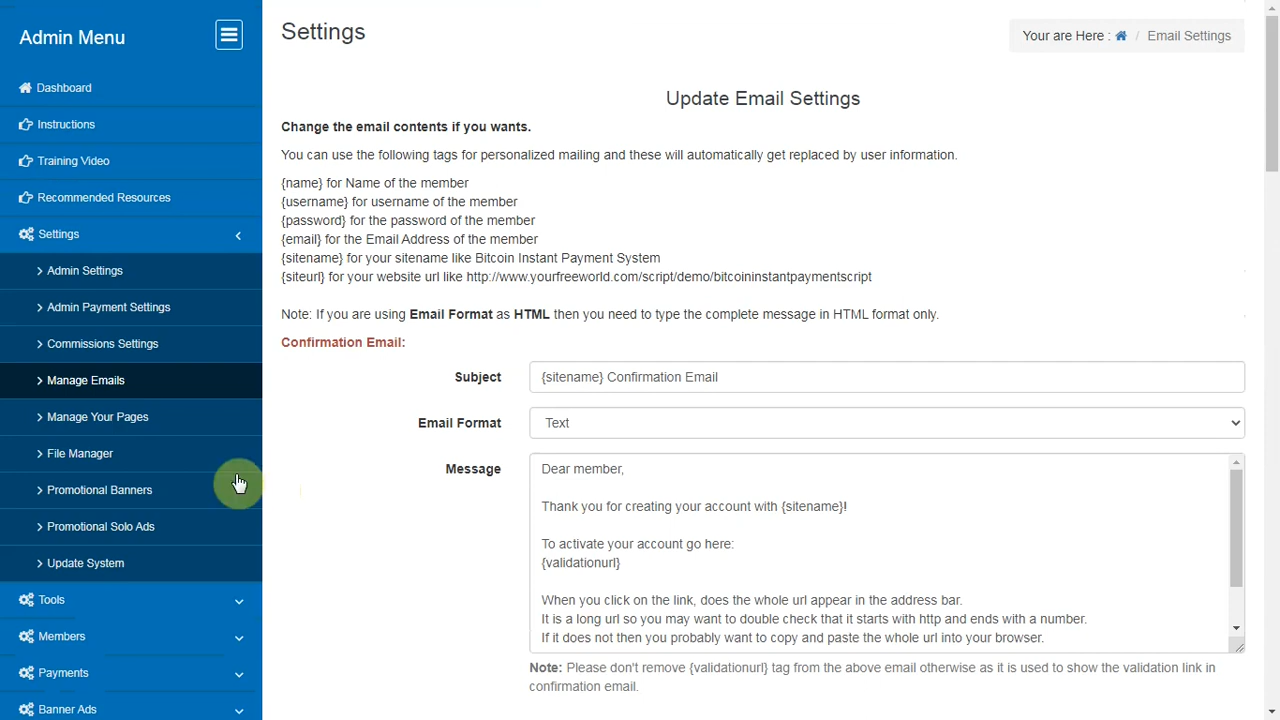 Admin Menu
Dashboard
Instructions
Training Video
Recommended Resources
Settings
Admin Settings
Admin Payment Settings
Commissions Settings
Manage Emails
Manage Your Pages
File Manager
Promotional Banners
Promotional Solo Ads
Update System
Tools
Members
Payments
Banner Ads
Settings
Your are Here : / Email Settings
Update Email Settings
Change the email contents if you wants.
You can use the following tags for personalized mailing and these will automatically get replaced by user information.
{name} for Name of the member
{username} for username of the member
{password} for the password of the member
{email} for the Email Address of the member
{sitename} for your sitename like Bitcoin Instant Payment System
{siteurl} for your website url like http://www.yourfreeworld.com/script/demo/bitcoininstantpaymentscript
Note: If you are using Email Format as HTML then you need to type the complete message in HTML format only.
Confirmation Email:
Subject {sitename} Confirmation Email
Email Format Text
Message Dear member,
Thank you for creating your account with {sitename}!
To activate your account go here:
{validationurl}
When you click on the link, does the whole url appear in the address bar.
It is a long url so you may want to double check that it starts with http and ends with a number.
If it does not then you probably want to copy and paste the whole url into your browser.
Note: Please don't remove {validationurl} tag from the above email otherwise as it is used to show the validation link in
confirmation email.